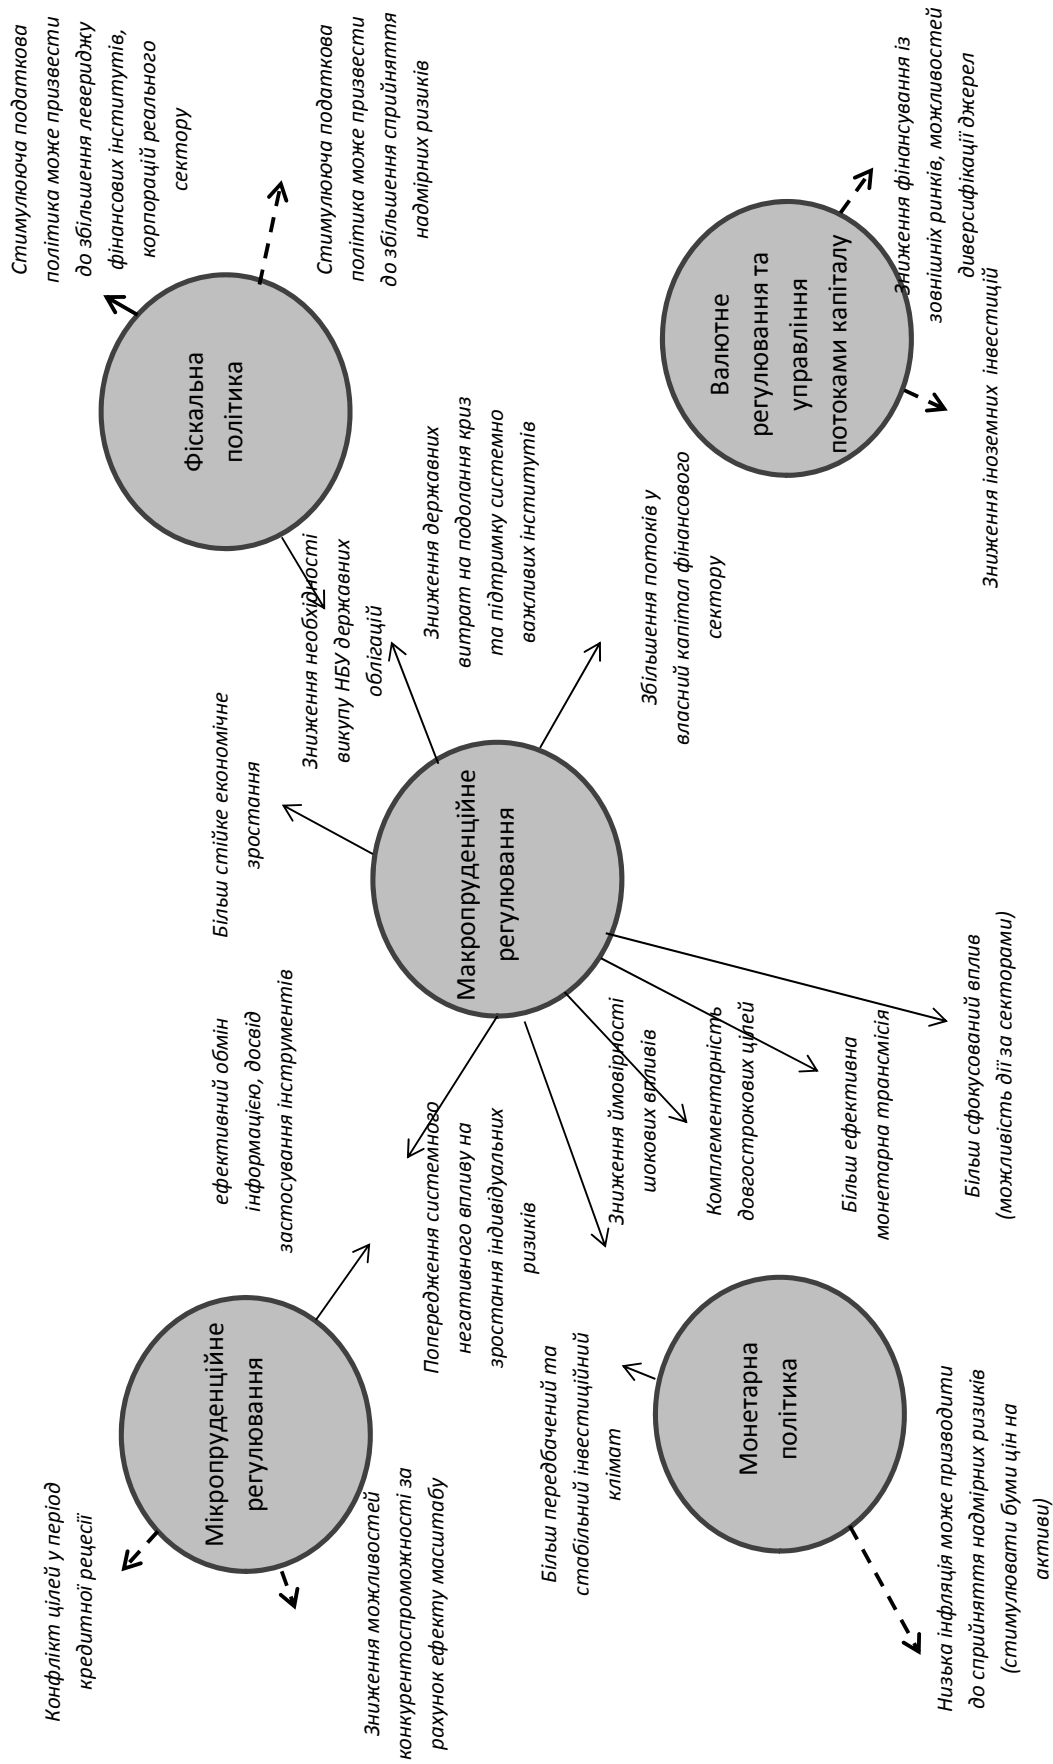 Конфлікт цілей у період
кредитної рецесії
Мікропруденційне
регулювання
Зниження можливостей
конкурентоспроможності за
рахунок ефекту масштабу
ефективний обмін
інформацією, досвід
застосування інструментів
Попередження системного
негативного впливу на
зростання індивідуальних
ризиків
Більш стійке економічне
зростання
Макропруденційне
регулювання
Зниження необхідності
викупу НБУ державних
облігацій
Зниження державних
витрат на подолання криз
та підтримку системно
важливих інститутів
Фіскальна
політика
Стимулююча податкова
політика може призвести
до збільшення левериджу
фінансових інститутів,
корпорацій реального
сектору
Стимулююча податкова
політика може призвести
до збільшення сприйняття
надмірних ризиків
Більш передбачений та
стабільний інвестиційний
клімат
Монетарна
політика
Низька інфляція може призводити
до сприйняття надмірних ризиків
(стимулювати буми цін на
активи)
Зниження ймовірності
шокових впливів
Комплементарність
довгострокових цілей
Більш ефективна
монетарна трансмісія
Більш сфокусований вплив
(можливість дії за секторами)
Збільшення потоків у
власний капітал фінансового
сектору
Валютне
регулювання та
управління
потоками капіталу
Зниження фінансування із
зовнішніх ринків, можливостей
диверсифікації джерел
Зниження іноземних інвестицій